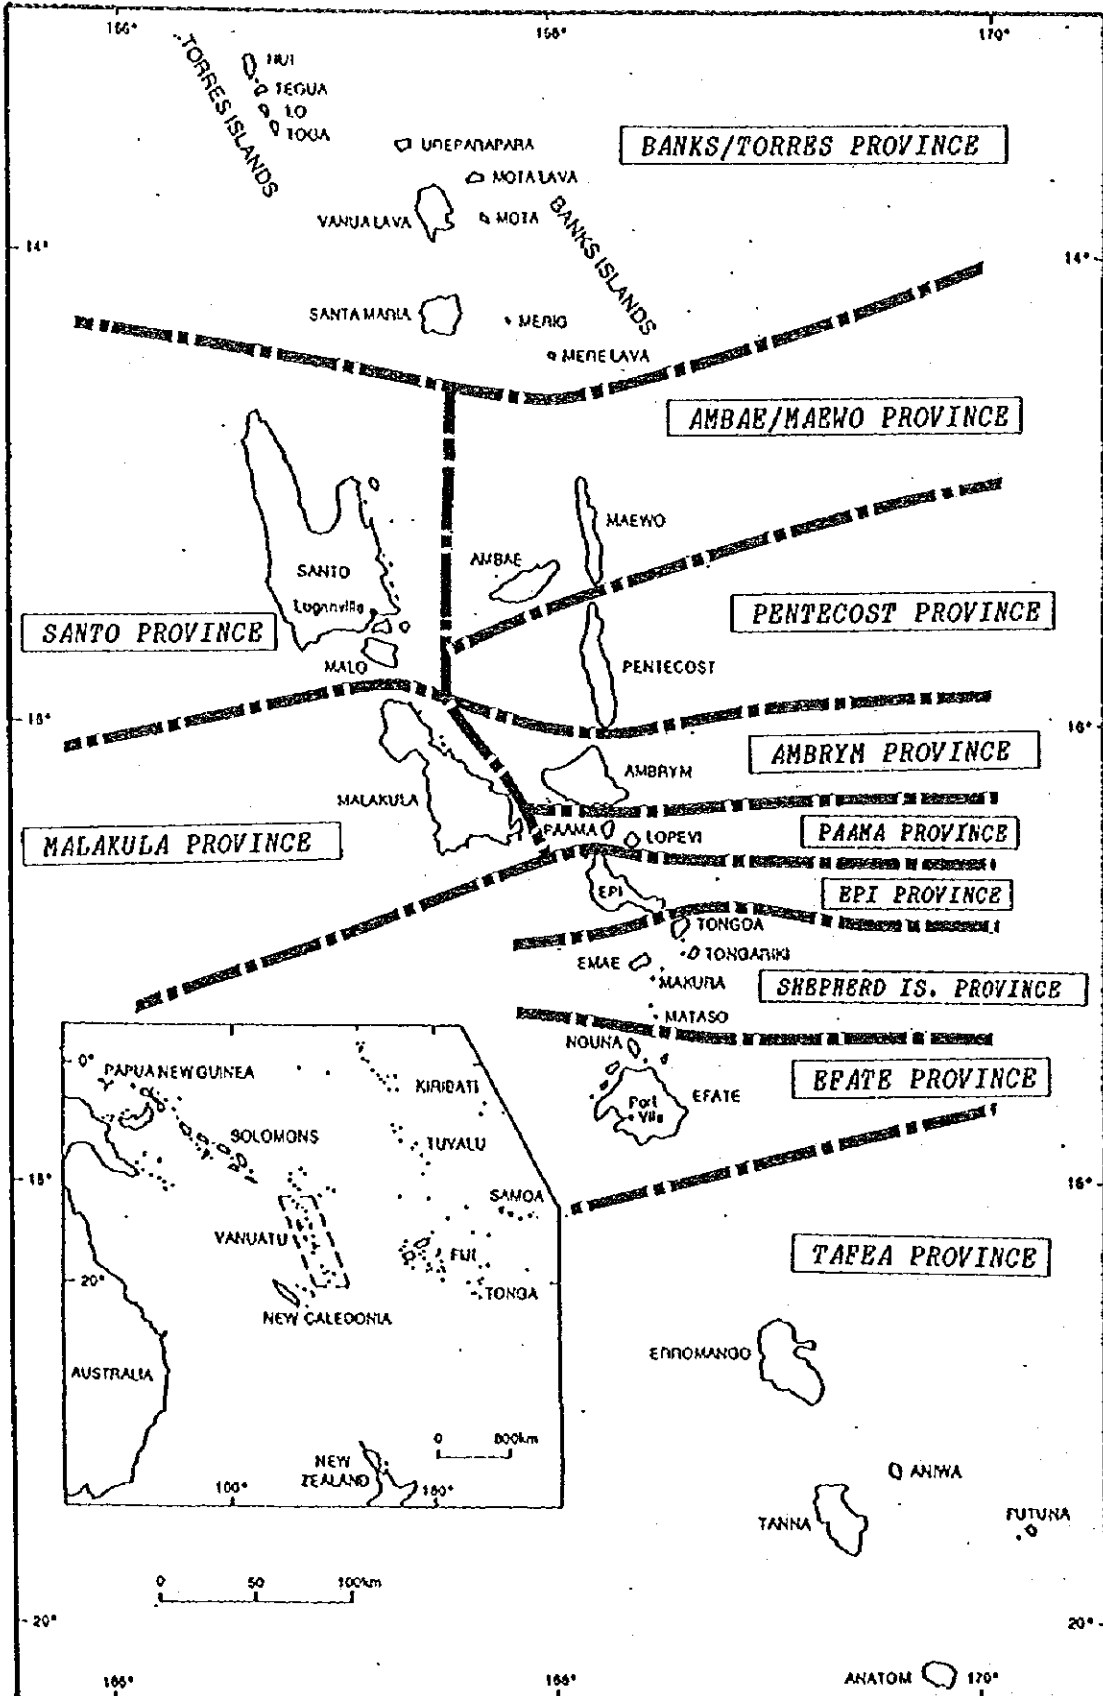 166°
168°
170°
TORRES ISLANDS
HUI
TEGUA
LO
TOGA
UREPARAPARA
BANKS/TORRES PROVINCE
MOTA LAVA
VANUA LAVA
MOTA
BANKS ISLANDS
14°
14°
SANTA MARIA
MERIG
MERE LAVA
AMBAE/MAEWO PROVINCE
MAEWO
AMBAE
SANTO
Luganville
PENTECOST PROVINCE
SANTO PROVINCE
MALO
PENTECOST
16°
16°
AMBRYM PROVINCE
AMBRYM
MALAKULA
PAAMA
LOPEVI
PAAMA PROVINCE
MALAKULA PROVINCE
EPI
EPI PROVINCE
TONGOA
TONGARIKI
EMAE
MAKURA
SHEPHERD IS. PROVINCE
MATASO
NOUNA
EFATE PROVINCE
EFATE
Port
Vila
0°
PAPUA NEW GUINEA
KIRIBATI
SOLOMONS
TUVALU
18°
18°
SAMOA
VANUATU
FIJI
TAFEA PROVINCE
20°
TONGA
NEW CALEDONIA
ERROMANGO
AUSTRALIA
0 800km
NEW
ZEALAND
160°
180°
ANIWA
TANNA
FUTUNA
0 50 100km
20°
20°
166°
168°
ANATOM
170°